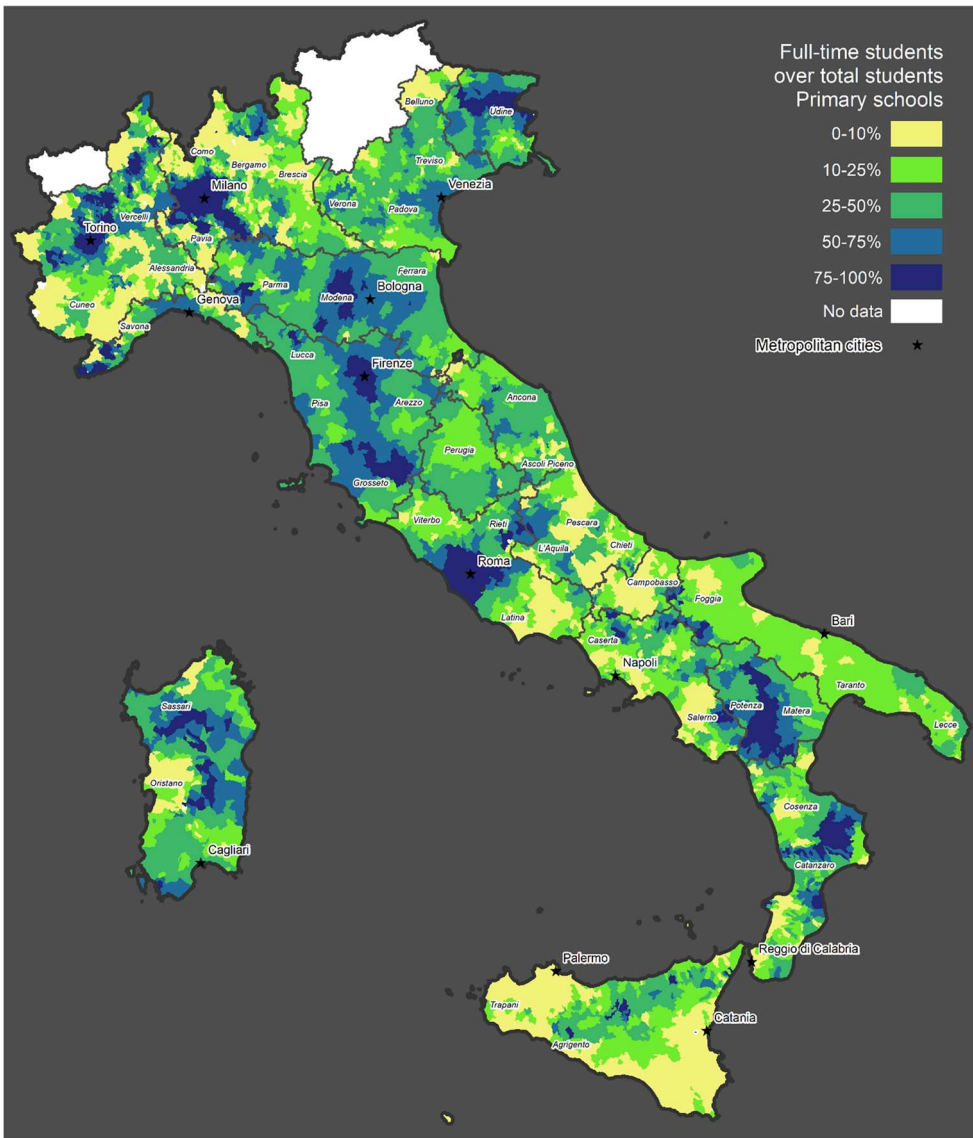 Full-time students
over total students
Primary schools
0-10%
10-25%
25-50%
50-75%
75-100%
No data
Metropolitan cities
Belluno
Udine
Como
Bergamo
Treviso
Milano
Brescia
Venezia
Verona
Padova
Vercelli
Torino
Pavia
Alessandria
Parma
Ferrara
Modena
Bologna
Genova
Cuneo
Savona
Lucca
Firenze
Pisa
Arezzo
Ancona
Perugia
Ascoli Piceno
Grosseto
Viterbo
Rieti
Pescara
L'Aquila
Chieti
Roma
Campobasso
Foggia
Latina
Bari
Caserta
Napoli
Taranto
Sassari
Salerno
Potenza
Matera
Lecce
Oristano
Cosenza
Cagliari
Catanzaro
Reggio di Calabria
Palermo
Trapani
Catania
Agrigento